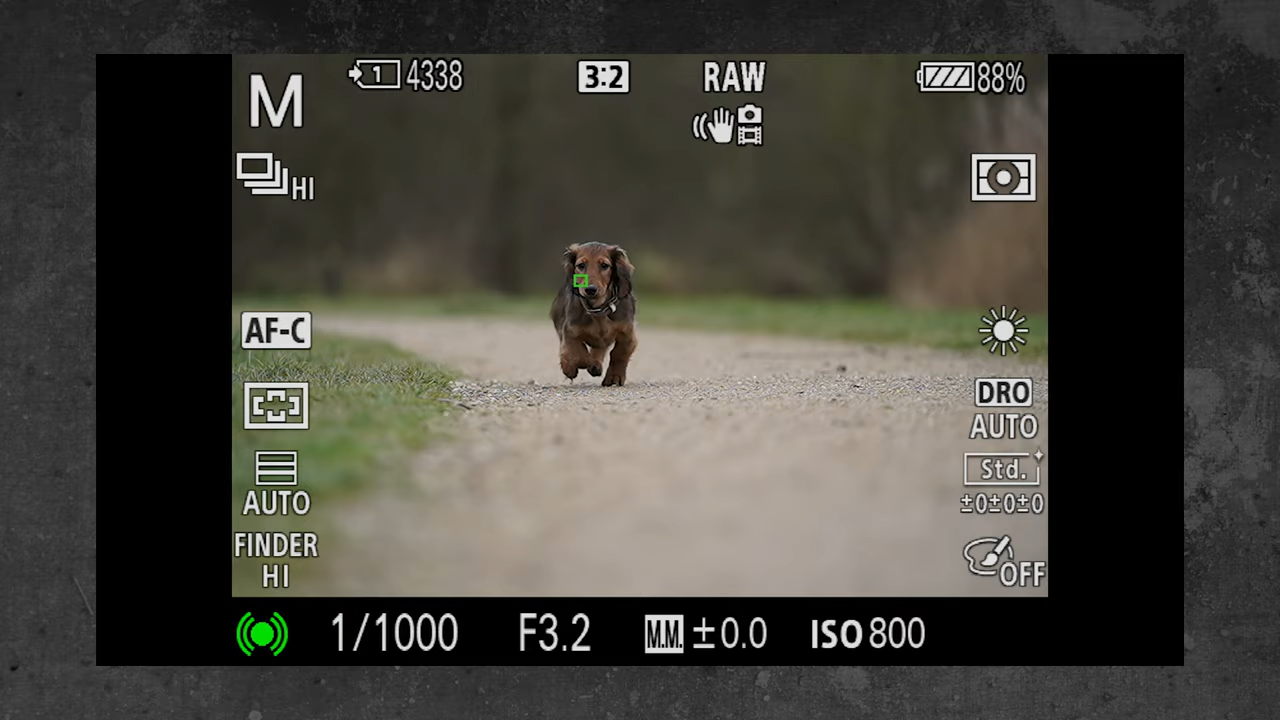 M
1 4338
3:2
RAW
88%
HI
AF-C
AUTO
FINDER
HI
DRO
AUTO
Std.
±0±0±0
OFF
1/1000 F3.2 M.M. ±0.0 ISO 800